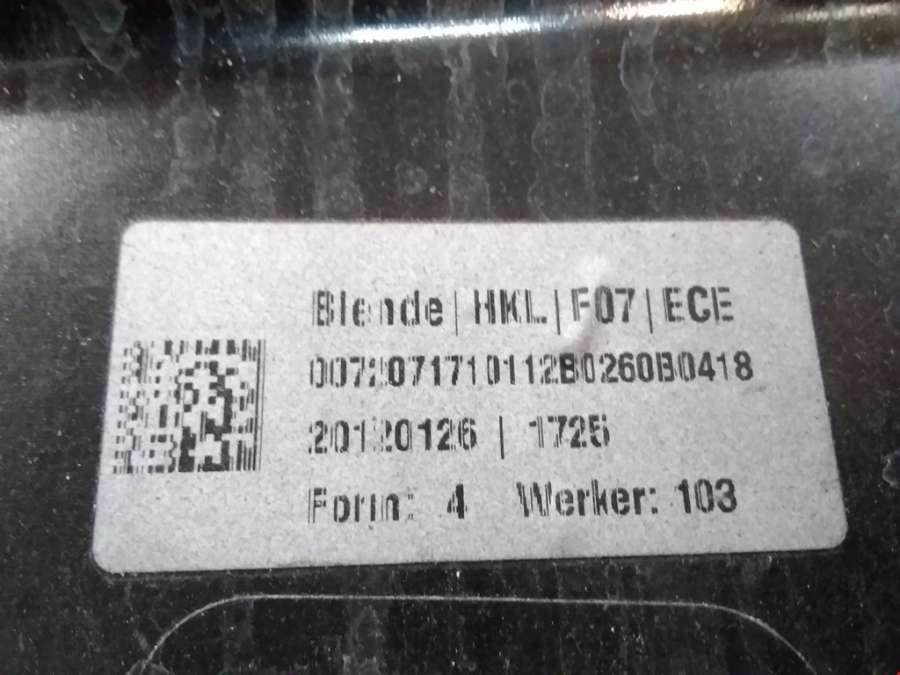 Blende|HKL|F07|ECE
0072071710112B0260B0418
20120126 | 1725
Form: 4 Werker: 103